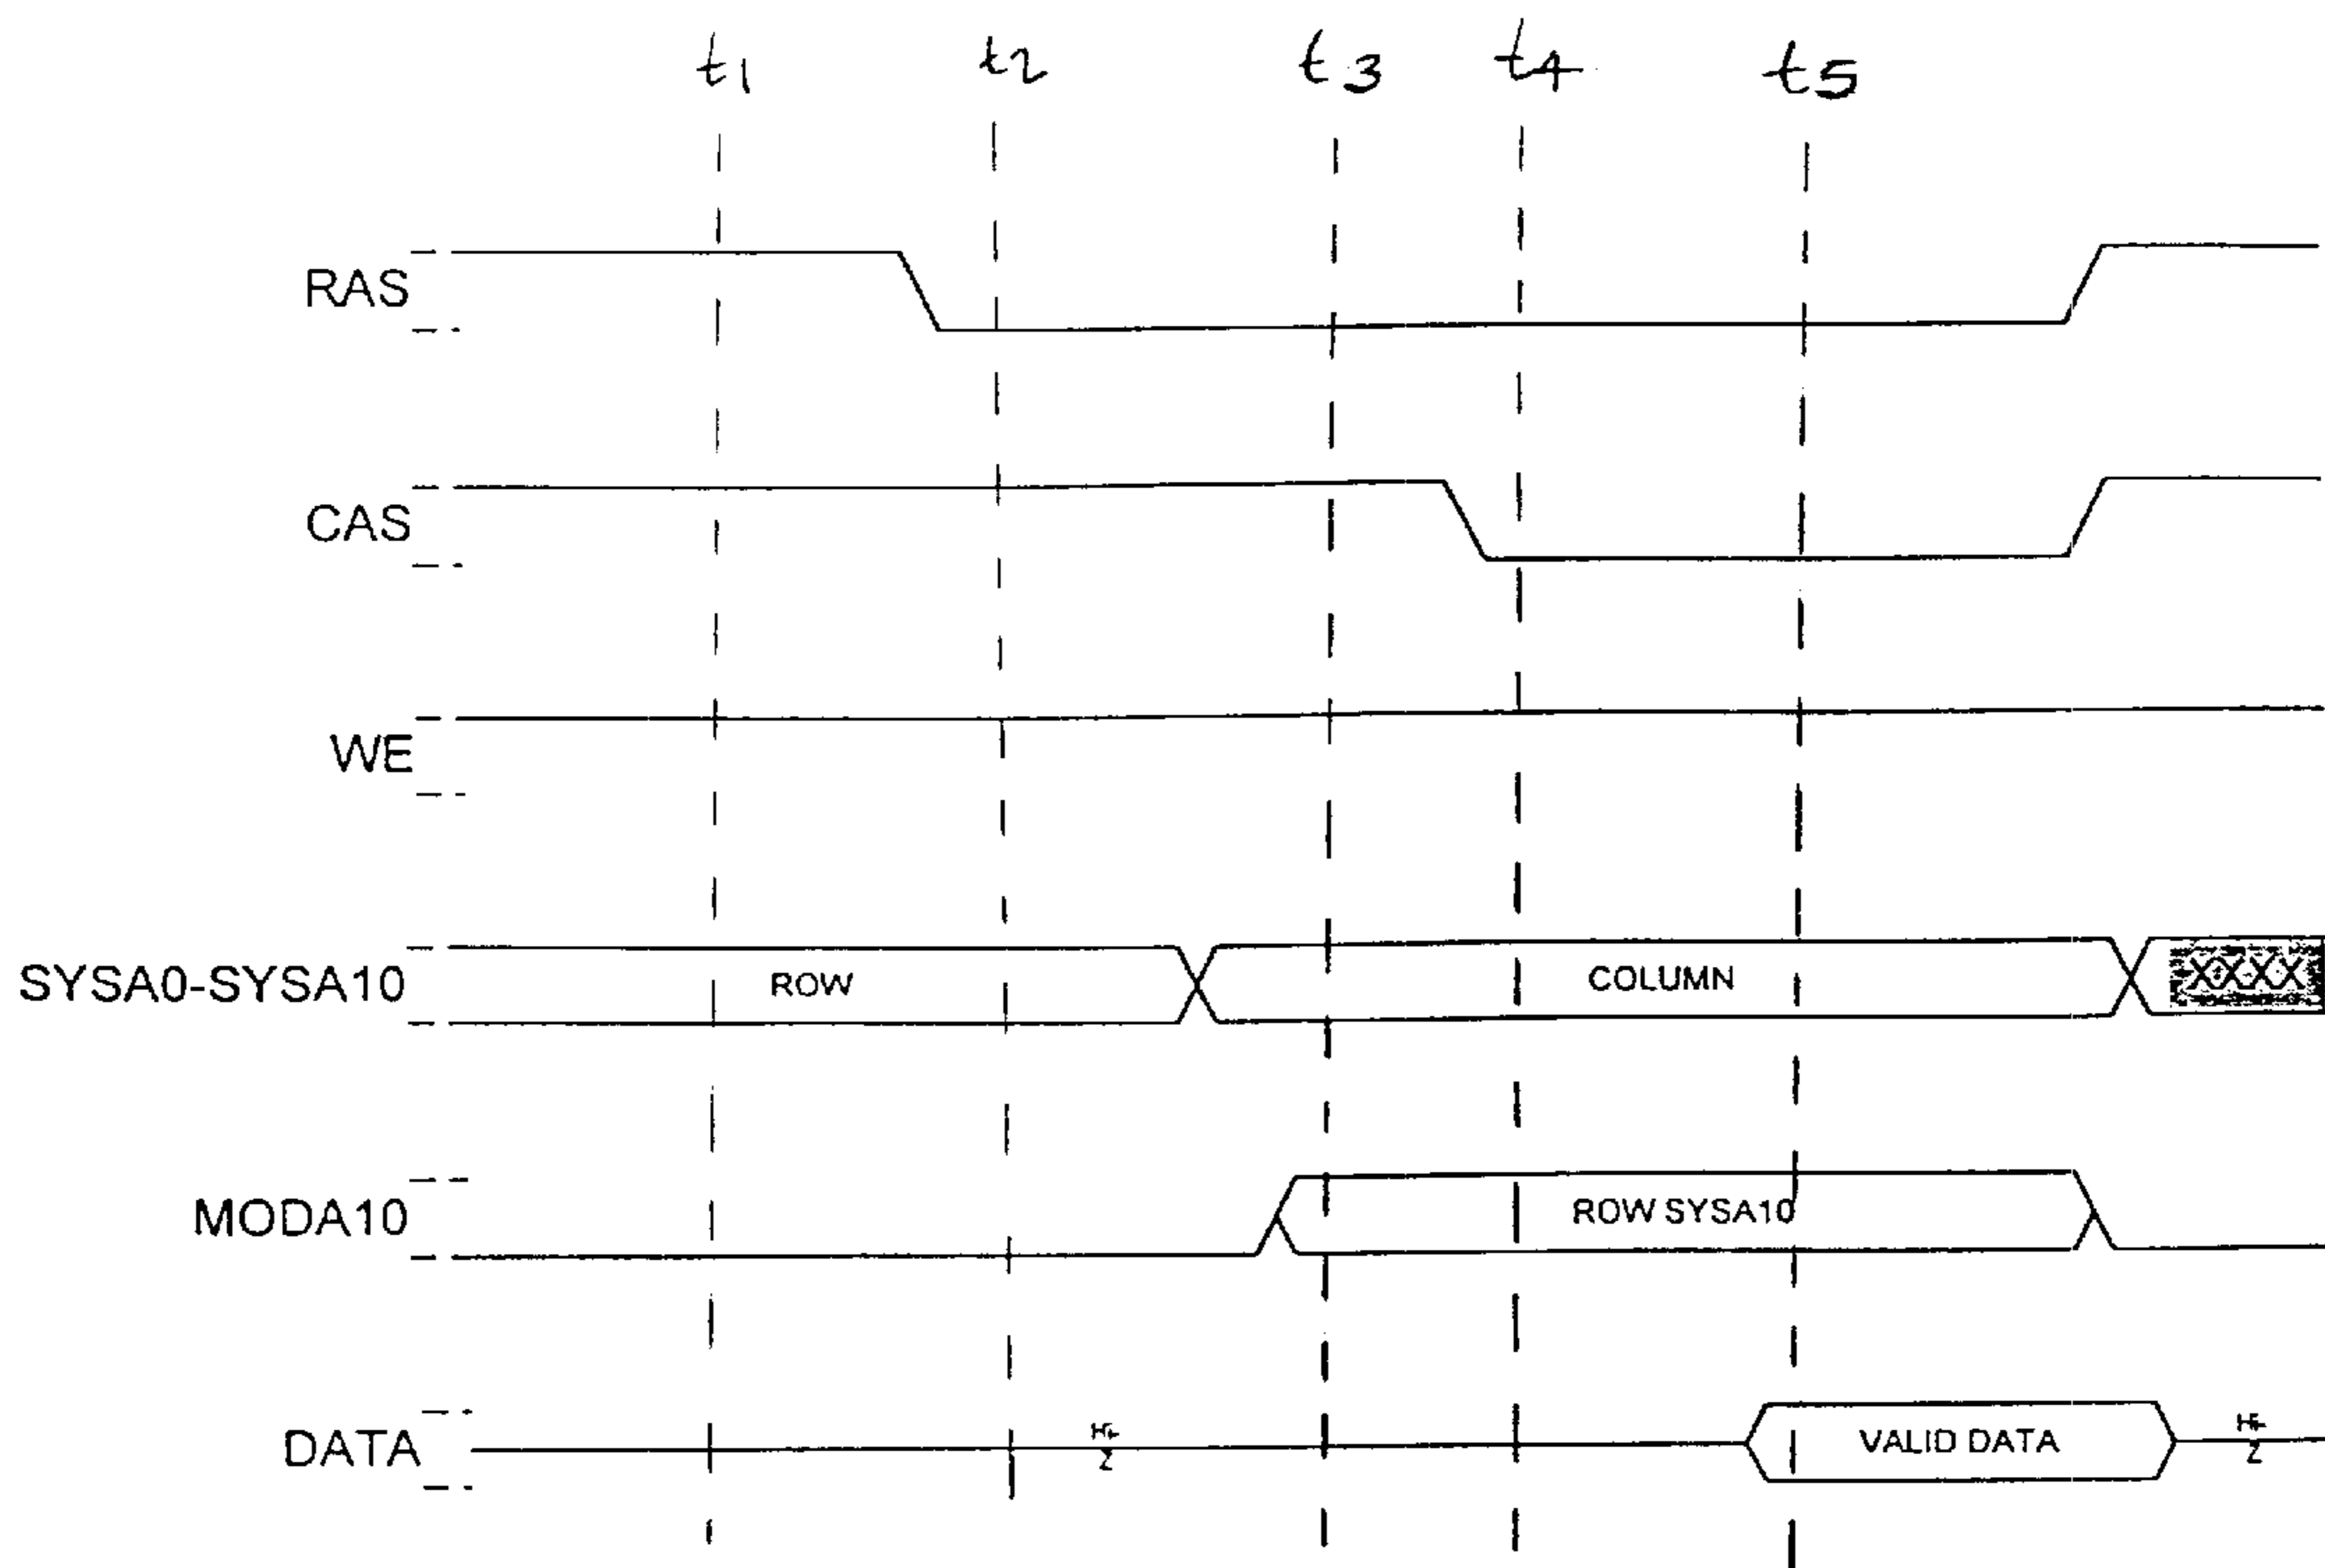 t1 t2 t3 t4 t5
RAS
CAS
WE
SYSA0-SYSA10 ROW COLUMN XXXX
MODA10 ROW SYSA10
DATA HI-Z VALID DATA HI-Z